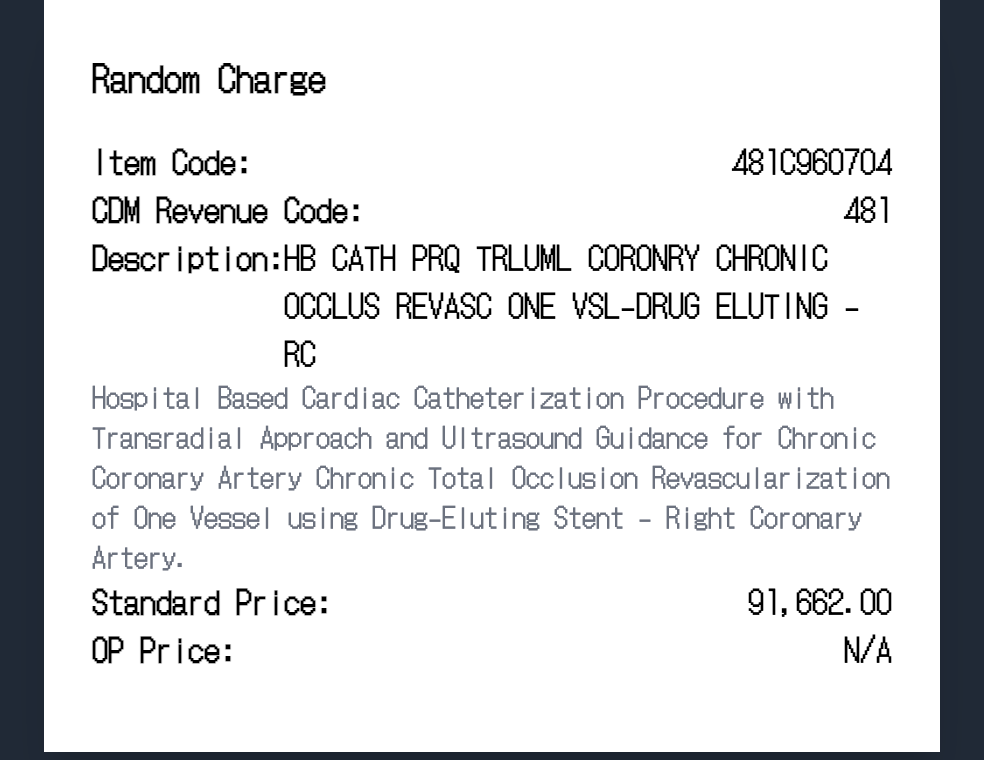 Random Charge
Item Code: 481C960704
CDM Revenue Code: 481
Description:HB CATH PRQ TRLUML CORONRY CHRONIC
OCCLUS REVASC ONE VSL-DRUG ELUTING -
RC
Hospital Based Cardiac Catheterization Procedure with
Transradial Approach and Ultrasound Guidance for Chronic
Coronary Artery Chronic Total Occlusion Revascularization
of One Vessel using Drug-Eluting Stent - Right Coronary
Artery.
Standard Price: 91,662.00
OP Price: N/A